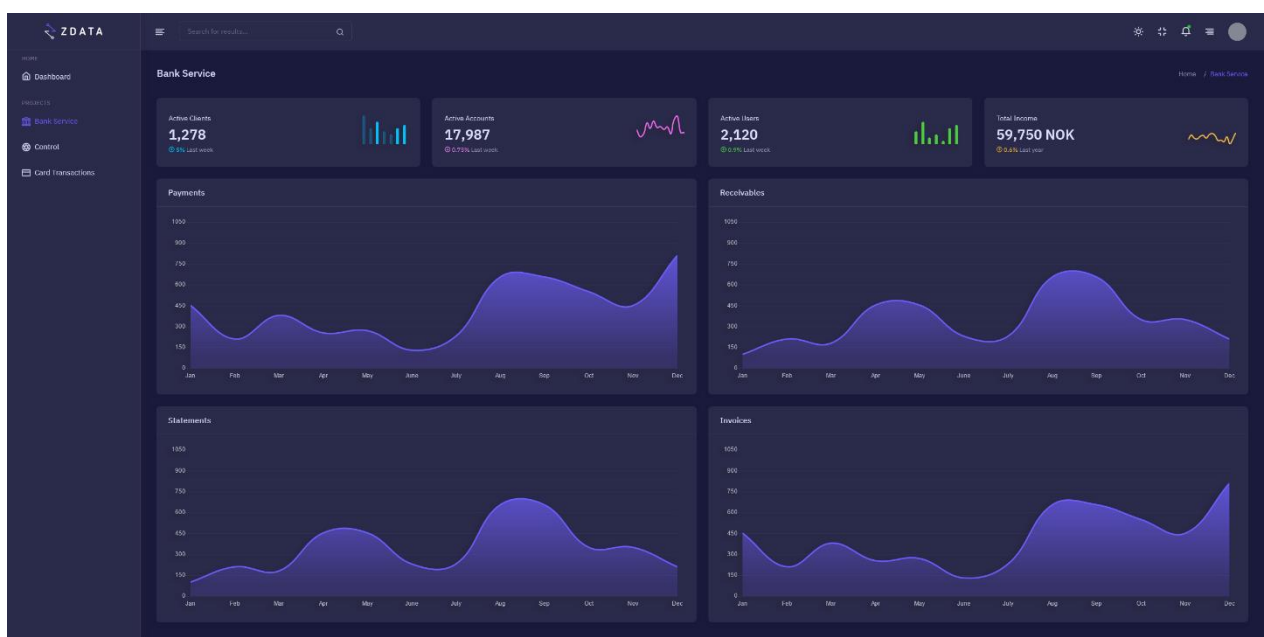 ZDATA
Search for results...
HOME
Dashboard
PROJECTS
Bank Service
Control
Card Transactions
Bank Service
Home / Bank Service
Active Clients
1,278
5% Last week
Active Accounts
17,987
0.75% Last week
Active Users
2,120
0.9% Last week
Total Income
59,750 NOK
0.6% Last year
Payments
1050
900
750
600
450
300
150
0
Jan Feb Mar Apr May June July Aug Sep Oct Nov Dec
Receivables
1050
900
750
600
450
300
150
0
Jan Feb Mar Apr May June July Aug Sep Oct Nov Dec
Statements
1050
900
750
600
450
300
150
0
Jan Feb Mar Apr May June July Aug Sep Oct Nov Dec
Invoices
1050
900
750
600
450
300
150
0
Jan Feb Mar Apr May June July Aug Sep Oct Nov Dec